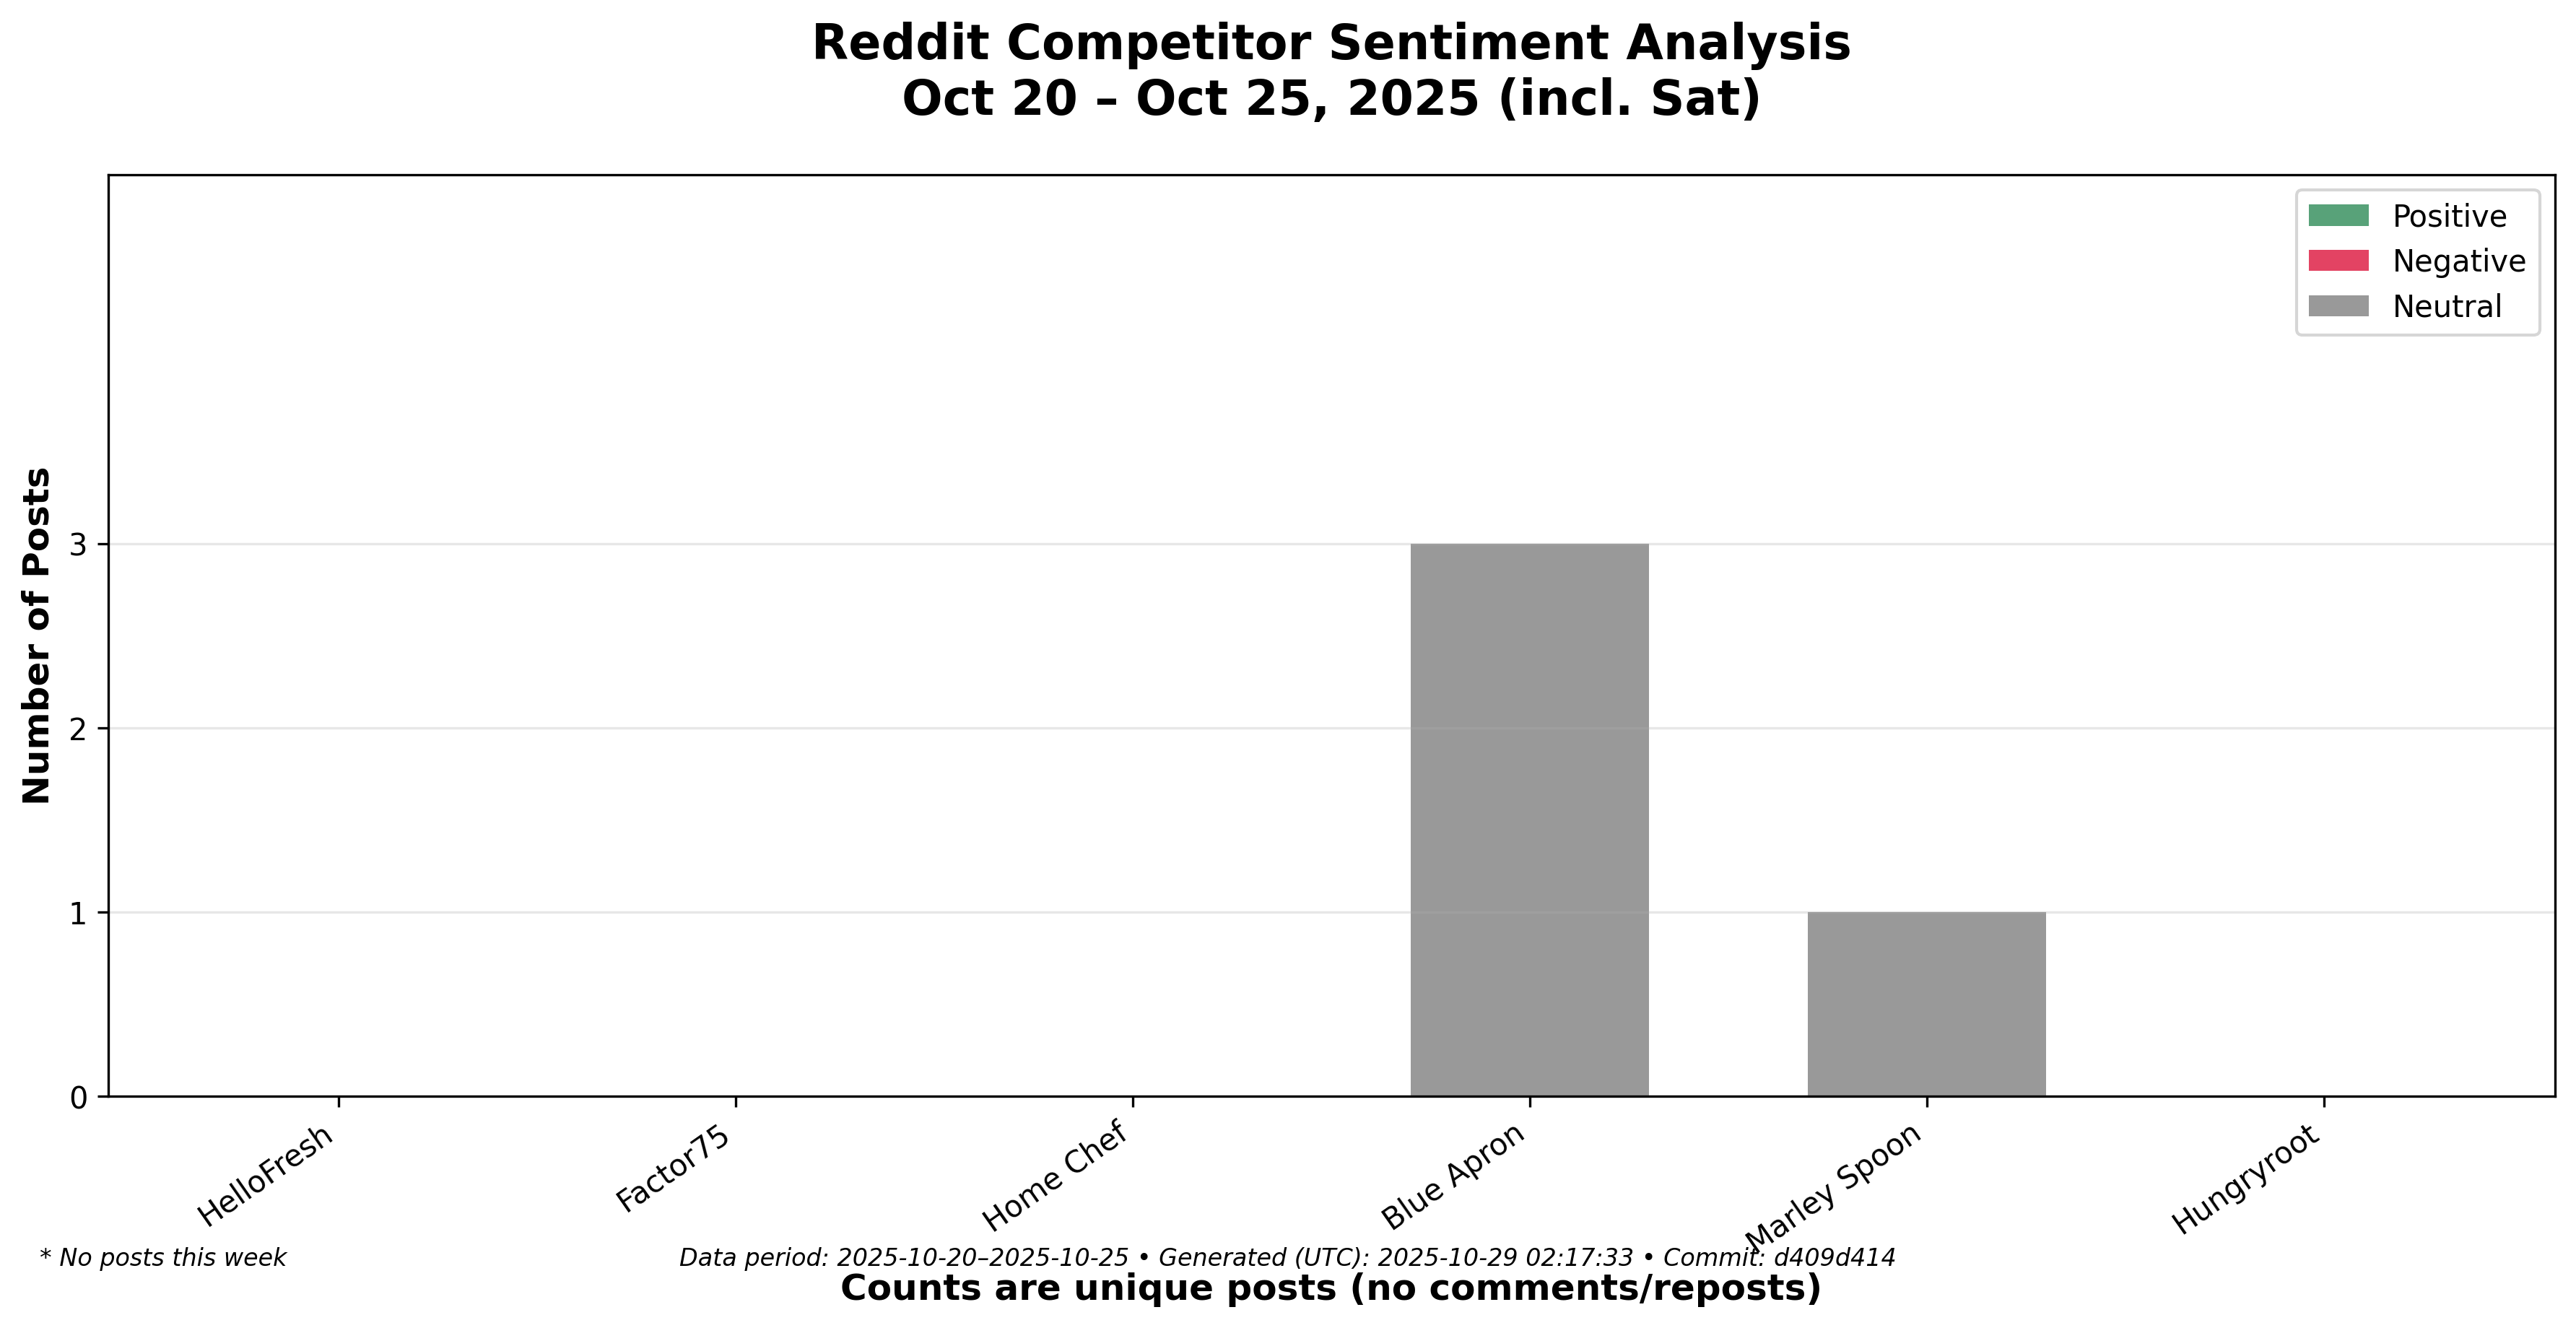 Reddit Competitor Sentiment Analysis
Oct 20 – Oct 25, 2025 (incl. Sat)
Positive
Negative
Neutral
Number of Posts
3
2
1
0
HelloFresh
Factor75
Home Chef
Blue Apron
Marley Spoon
Hungryroot
* No posts this week
Data period: 2025-10-20–2025-10-25 • Generated (UTC): 2025-10-29 02:17:33 • Commit: d409d414
Counts are unique posts (no comments/reposts)